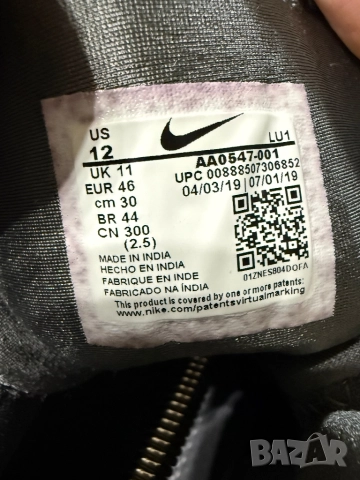 US
12
LU1
UK 11
AA0547-001
EUR 46
UPC 00888507306852
cm 30
04/03/19 07/01/19
BR 44
CN 300
(2.5)
MADE IN INDIA
HECHO EN INDIA
FABRIQUE EN INDE
FABRICADO NA ÍNDIA
01ZNES804DOFA
This product is covered by one or more patents. See
www.nike.com/patentsvirtualmarking
BAZAR